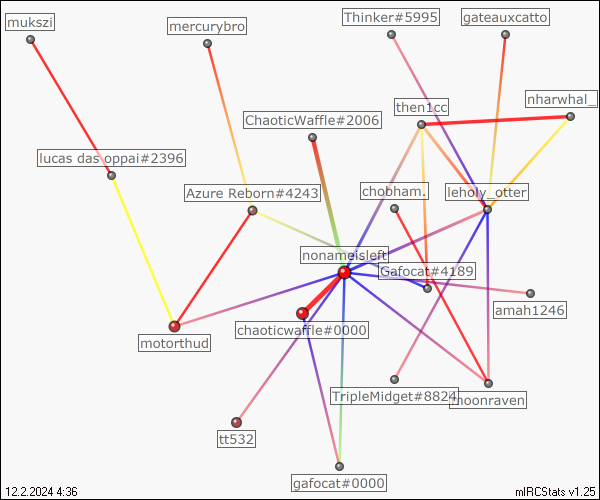 mukszi
mercurybro
Thinker#5995
gateauxcatto
nharwhal_
then1cc
ChaoticWaffle#2006
lucas das oppai#2396
Azure Reborn#4243
chobham.
leholy_otter
nonameisleft
Gafocat#4189
amah1246
chaoticwaffle#0000
motorthud
TripleMidget#8824
moonraven
tt532
gafocat#0000
12.2.2024 4:36
mIRCStats v1.25